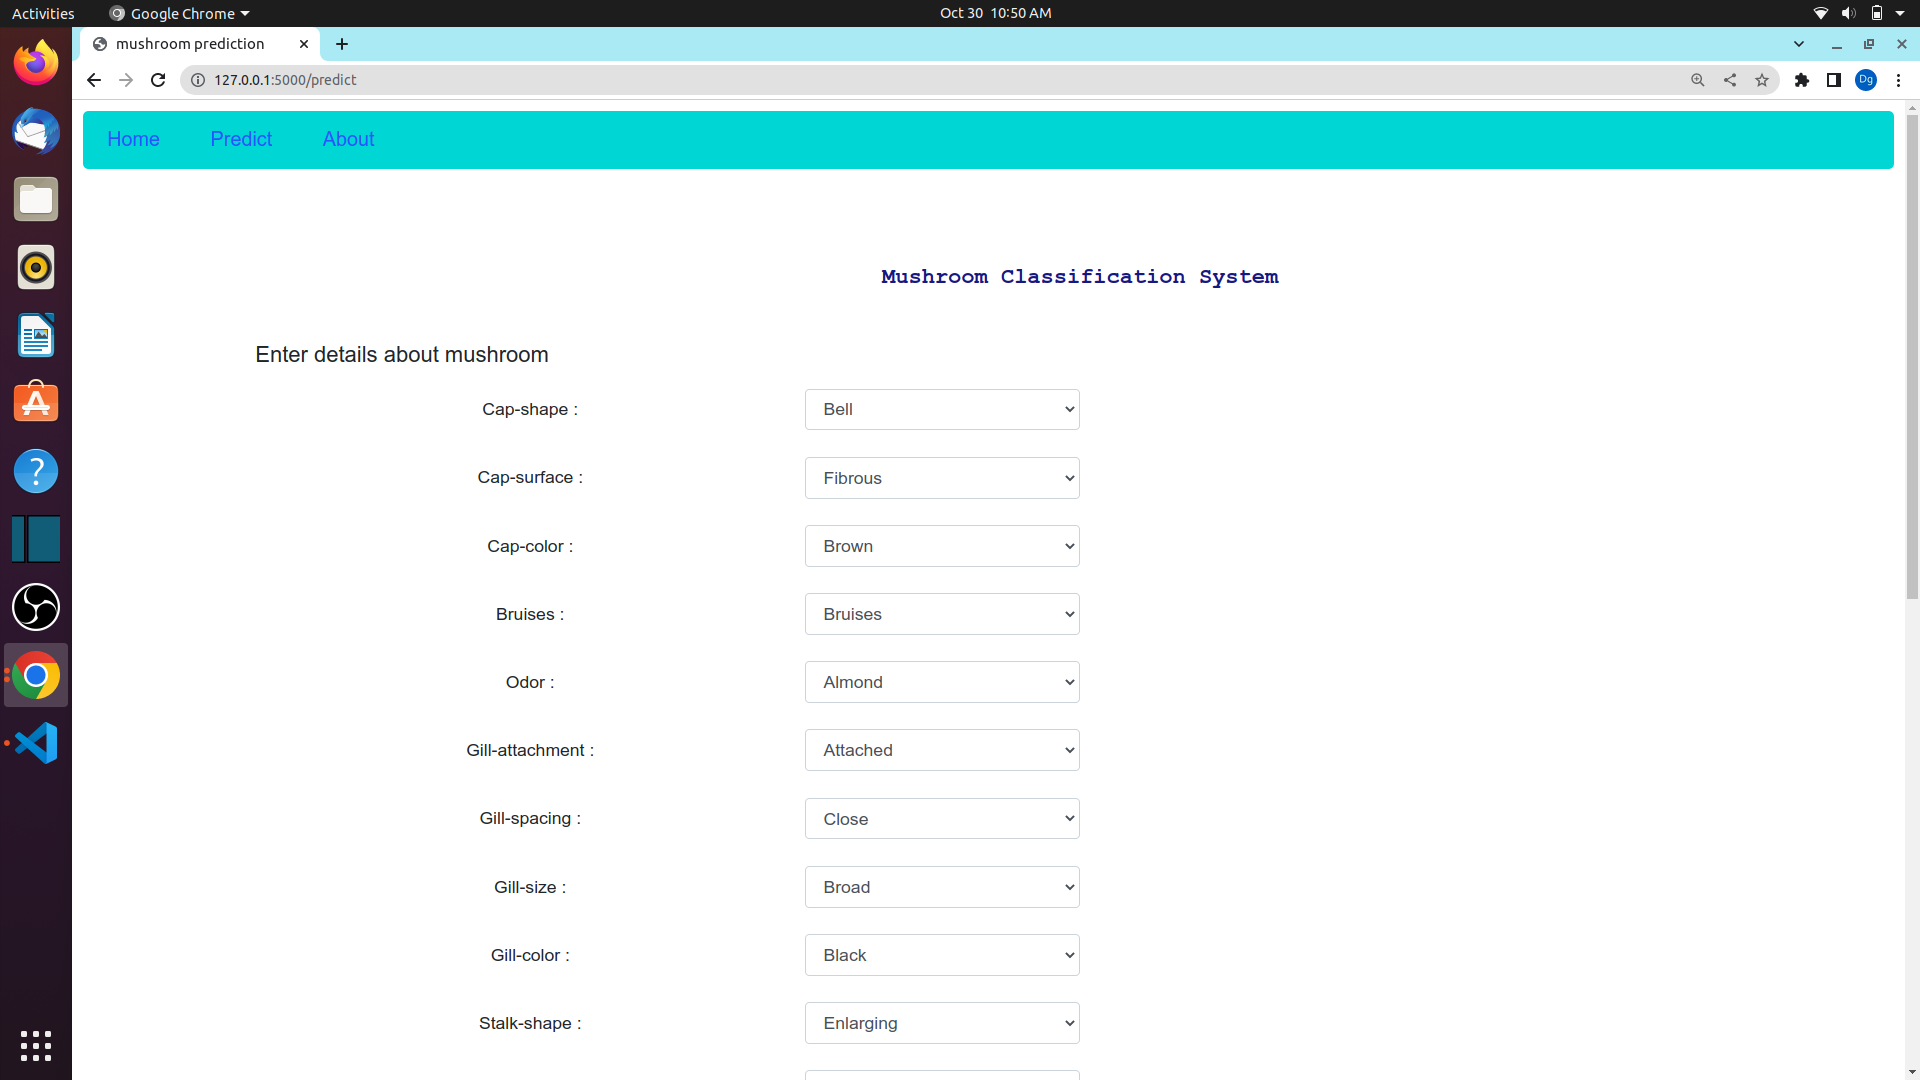 Activities
Google Chrome
Oct 30 10:50 AM
mushroom prediction
127.0.0.1:5000/predict
Dg
Home
Predict
About
Mushroom Classification System
Enter details about mushroom
Cap-shape : Bell
Cap-surface : Fibrous
Cap-color : Brown
Bruises : Bruises
Odor : Almond
Gill-attachment : Attached
Gill-spacing : Close
Gill-size : Broad
Gill-color : Black
Stalk-shape : Enlarging